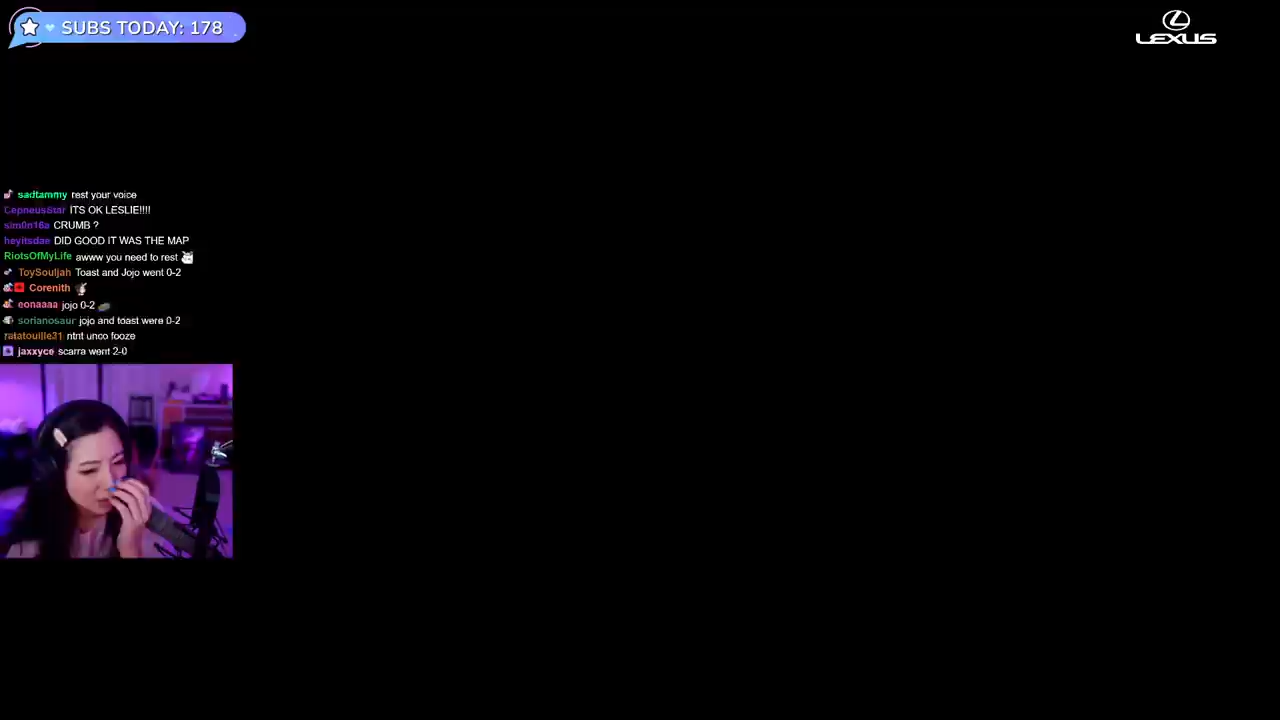 SUBS TODAY: 178
LEXUS
sadtammy rest your voice
CepheusStar ITS OK LESLIE!!!!
sim0n16a CRUMB ?
heyitsdae DID GOOD IT WAS THE MAP
RiotsOfMyLife awww you need to rest
ToySouljah Toast and Jojo went 0-2
Corenith
eonaaaa jojo 0-2
sorianosaur jojo and toast were 0-2
ratatouille31 ntnt unco fooze
jaxxyce scarra went 2-0